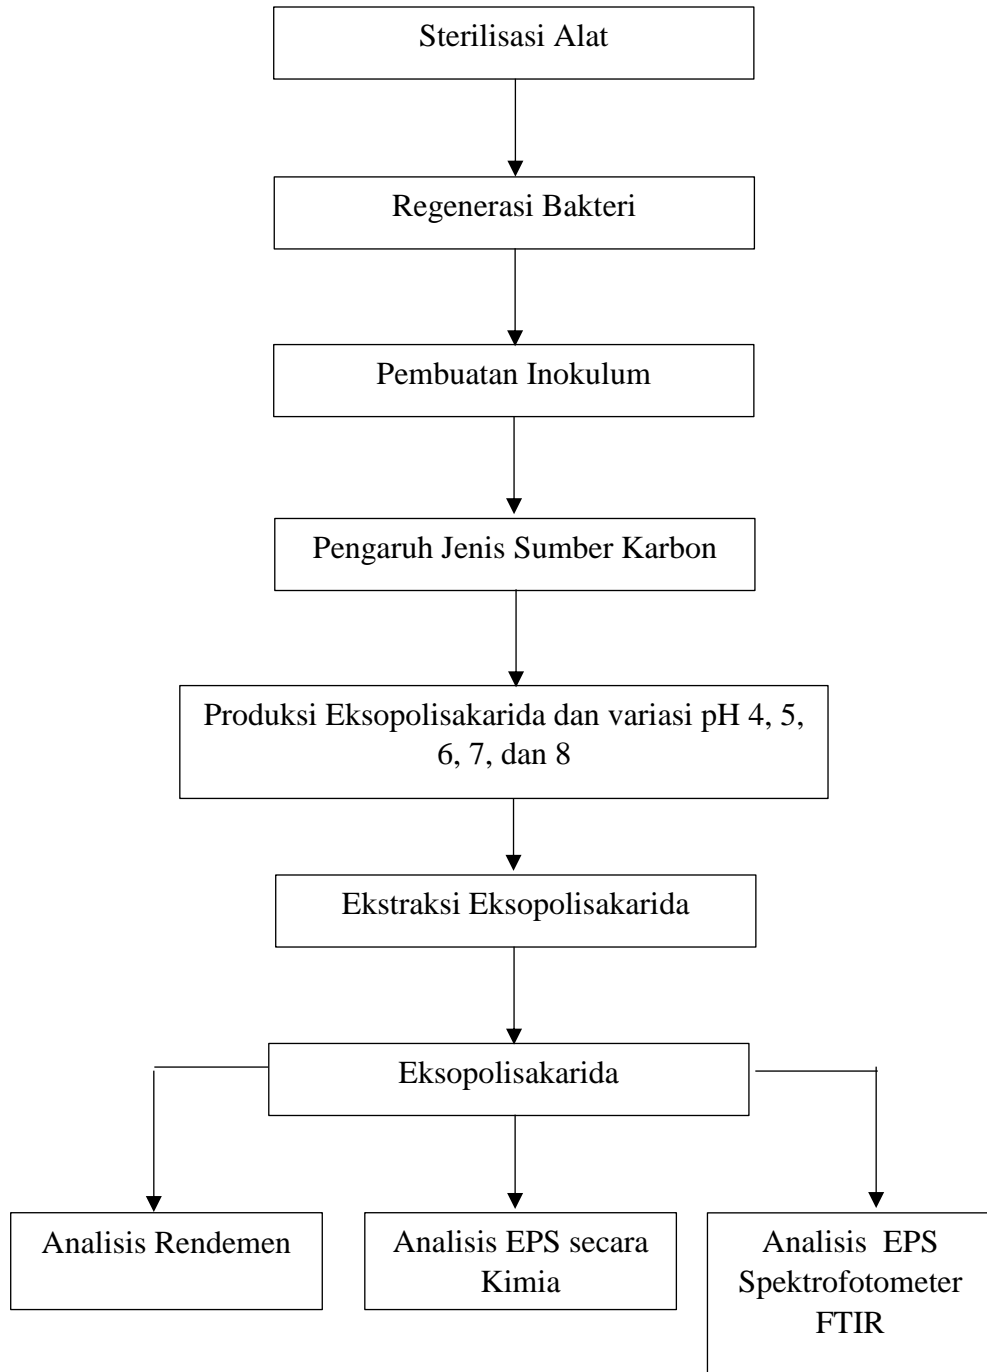 Sterilisasi Alat
Regenerasi Bakteri
Pembuatan Inokulum
Pengaruh Jenis Sumber Karbon
Produksi Eksopolisakarida dan variasi pH 4, 5,
6, 7, dan 8
Ekstraksi Eksopolisakarida
Eksopolisakarida
Analisis Rendemen
Analisis EPS secara
Kimia
Analisis EPS
Spektrofotometer
FTIR